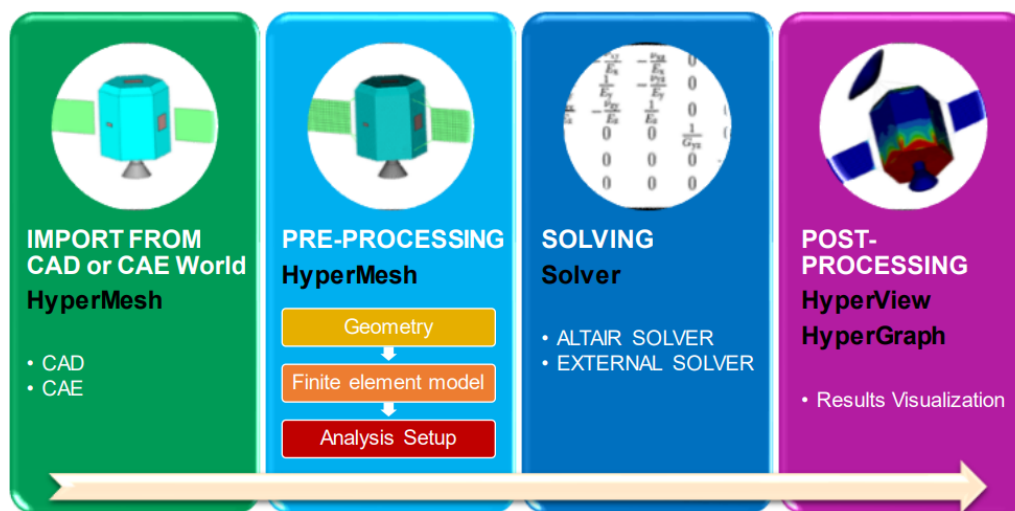 IMPORT FROM
CAD or CAE World
HyperMesh
• CAD
• CAE
PRE-PROCESSING
HyperMesh
Geometry
Finite element model
Analysis Setup
SOLVING
Solver
• ALTAIR SOLVER
• EXTERNAL SOLVER
POST-
PROCESSING
HyperView
HyperGraph
• Results Visualization